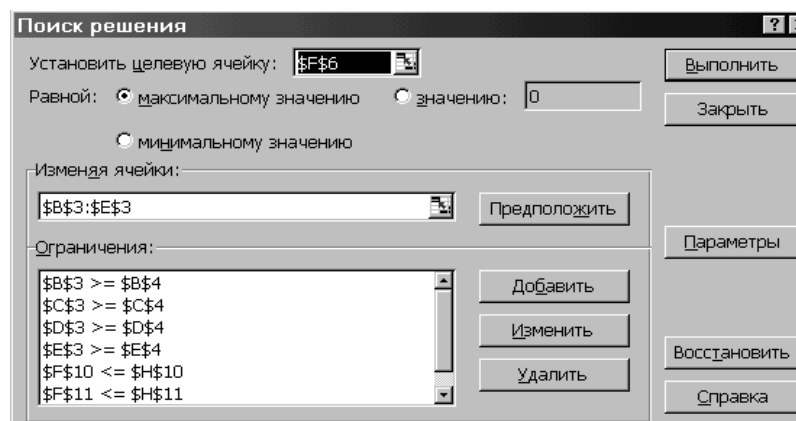 Поиск решения
Установить целевую ячейку: $F$6
Равной: максимальному значению значению: 0
минимальному значению
Изменяя ячейки:
$B$3:$E$3
Предположить
Ограничения:
$B$3 >= $B$4
$C$3 >= $C$4
$D$3 >= $D$4
$E$3 >= $E$4
$F$10 <= $H$10
$F$11 <= $H$11
Добавить
Изменить
Удалить
Выполнить
Закрыть
Параметры
Восстановить
Справка